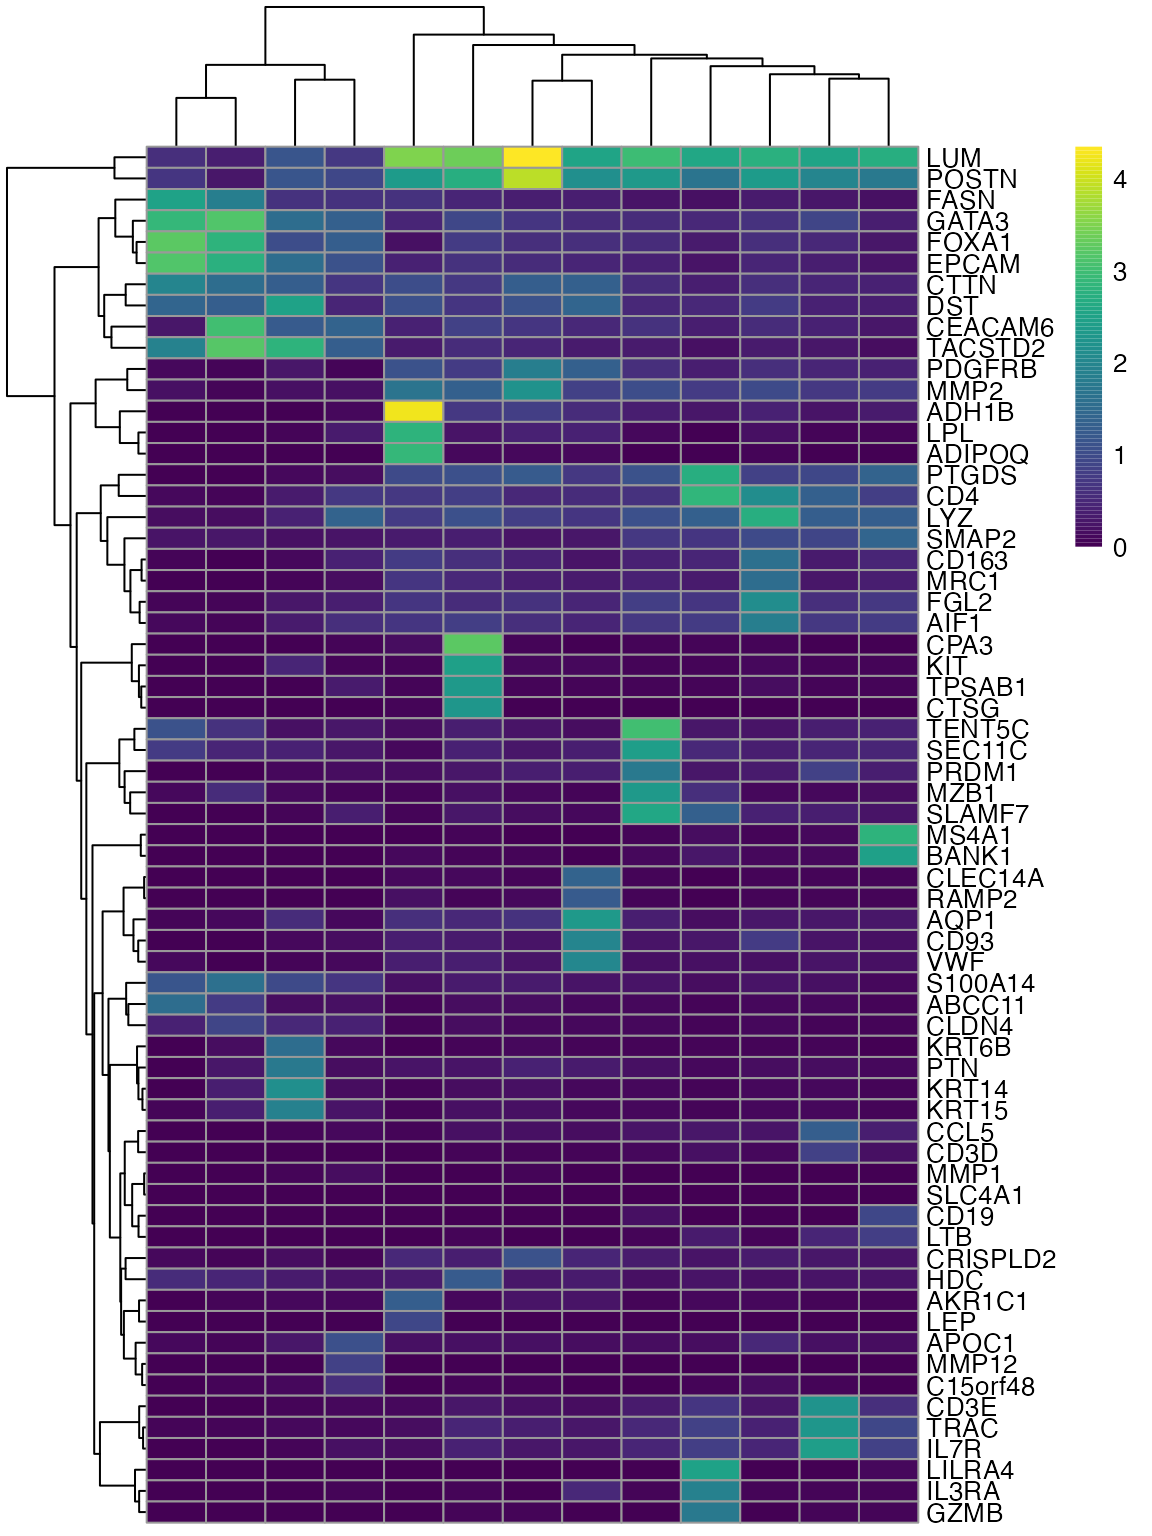 LUM
POSTN
FASN
GATA3
FOXA1
EPCAM
CTTN
DST
CEACAM6
TACSTD2
PDGFRB
MMP2
ADH1B
LPL
ADIPOQ
PTGDS
CD4
LYZ
SMAP2
CD163
MRC1
FGL2
AIF1
CPA3
KIT
TPSAB1
CTSG
TENT5C
SEC11C
PRDM1
MZB1
SLAMF7
MS4A1
BANK1
CLEC14A
RAMP2
AQP1
CD93
VWF
S100A14
ABCC11
CLDN4
KRT6B
PTN
KRT14
KRT15
CCL5
CD3D
MMP1
SLC4A1
CD19
LTB
CRISPLD2
HDC
AKR1C1
LEP
APOC1
MMP12
C15orf48
CD3E
TRAC
IL7R
LILRA4
IL3RA
GZMB
4
3
2
1
0